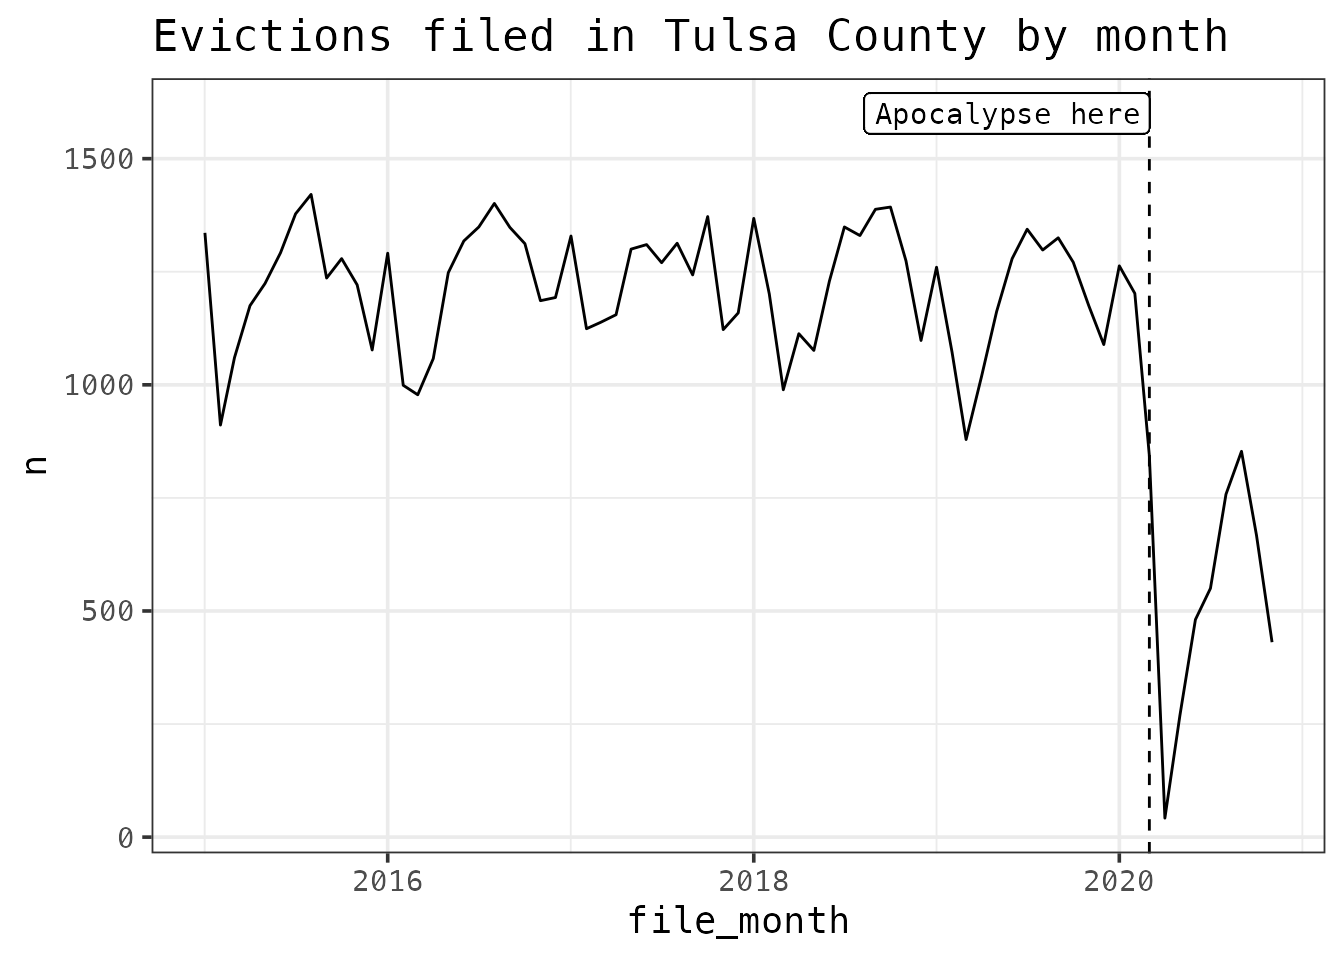 Evictions filed in Tulsa County by month
Apocalypse here
1500
1000
500
0
n
2016 2018 2020
file_month